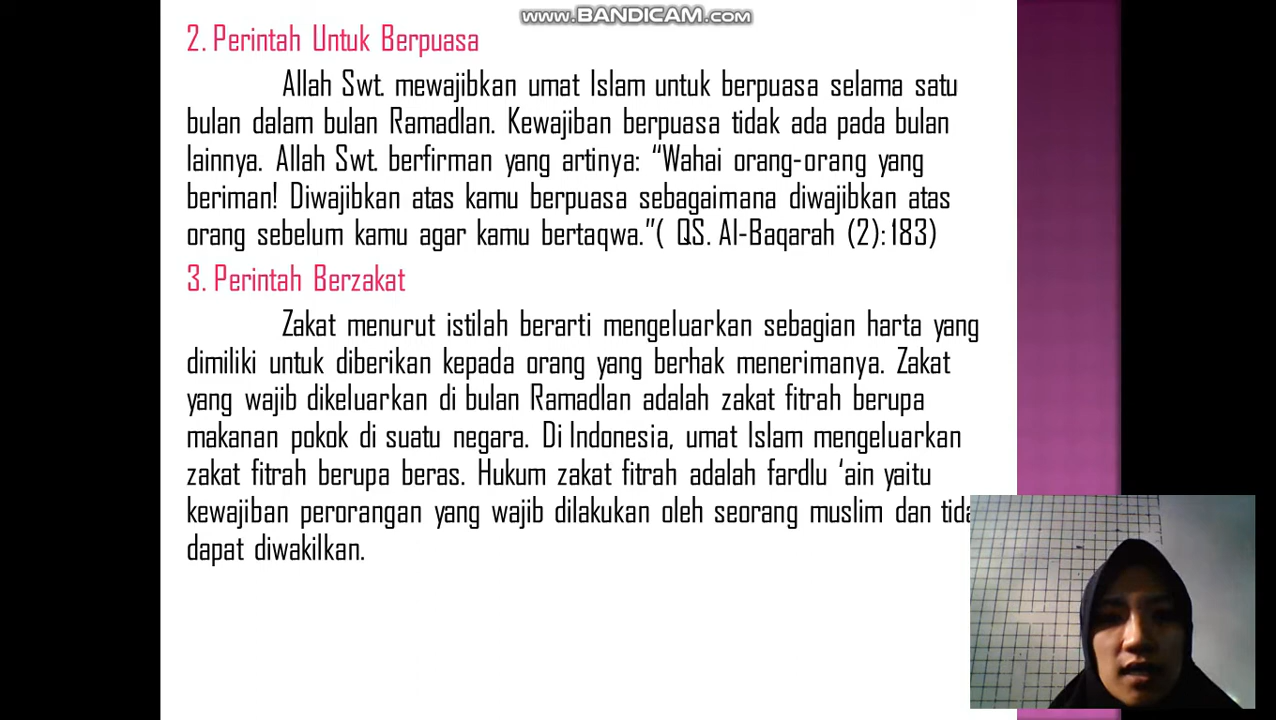 www.BANDICAM.com
2. Perintah Untuk Berpuasa
Allah Swt. mewajibkan umat Islam untuk berpuasa selama satu
bulan dalam bulan Ramadlan. Kewajiban berpuasa tidak ada pada bulan
lainnya. Allah Swt. berfirman yang artinya: “Wahai orang-orang yang
beriman! Diwajibkan atas kamu berpuasa sebagaimana diwajibkan atas
orang sebelum kamu agar kamu bertaqwa.”( QS. Al-Baqarah (2):183)
3. Perintah Berzakat
Zakat menurut istilah berarti mengeluarkan sebagian harta yang
dimiliki untuk diberikan kepada orang yang berhak menerimanya. Zakat
yang wajib dikeluarkan di bulan Ramadlan adalah zakat fitrah berupa
makanan pokok di suatu negara. Di Indonesia, umat Islam mengeluarkan
zakat fitrah berupa beras. Hukum zakat fitrah adalah fardlu ‘ain yaitu
kewajiban perorangan yang wajib dilakukan oleh seorang muslim dan tida
dapat diwakilkan.